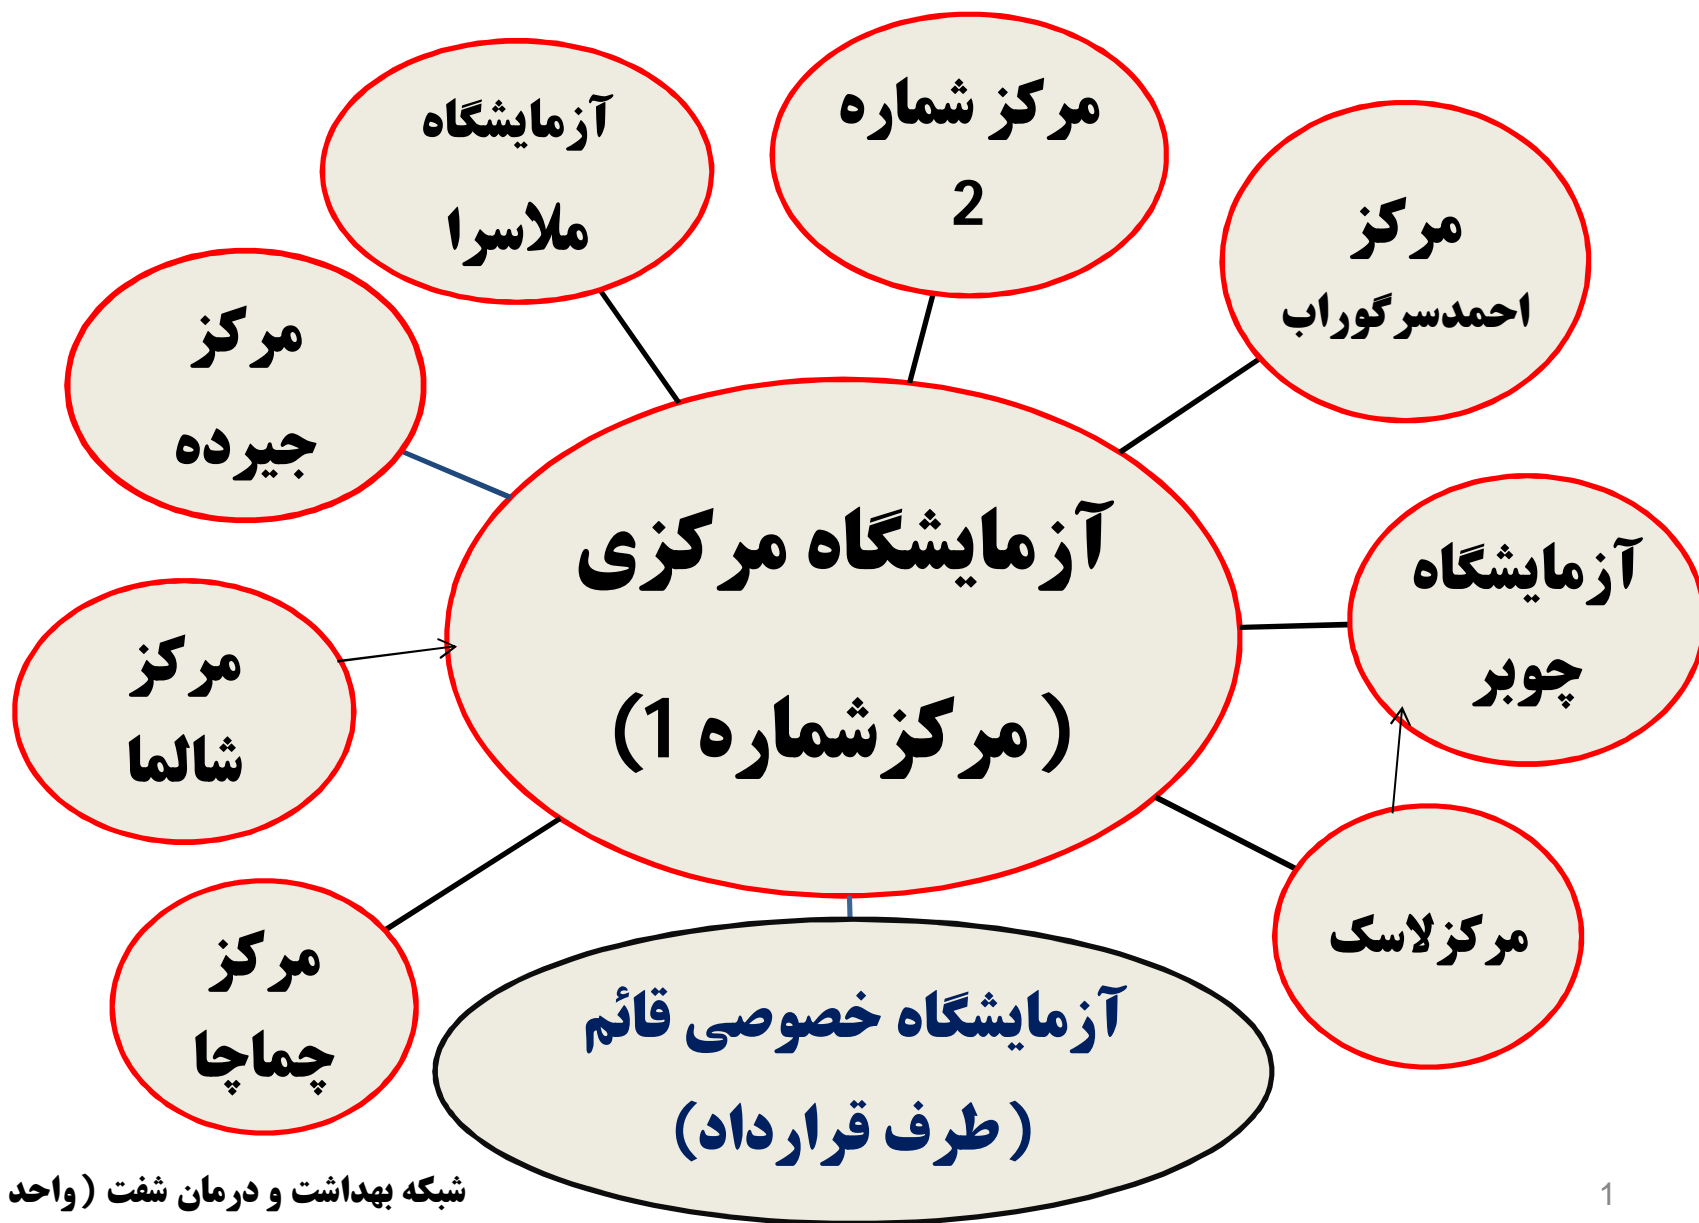 مرکز شماره
2
آزمایشگاه
ملاسرا
مرکز
احمدسرگوراب
مرکز
جیرده
آزمایشگاه مرکزی
(مرکزشماره 1)
آزمایشگاه
چوبر
مرکز
شالما
مرکزلاسک
مرکز
چماچا
آزمایشگاه خصوصی قائم
(طرف قرارداد)
شبکه بهداشت و درمان شفت (واحد
1